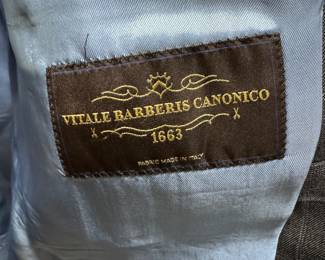 VITALE BARBERIS CANONICO
1663
FABRIC MADE IN ITALY